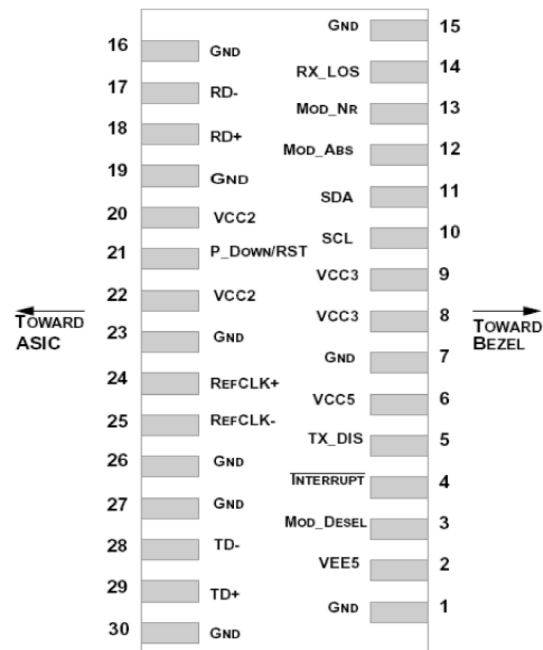 16 GND
17 RD-
18 RD+
19 GND
20 VCC2
21 P_DOWN/RST
22 VCC2
23 GND
24 REFCLK+
25 REFCLK-
26 GND
27 GND
28 TD-
29 TD+
30 GND
TOWARD
ASIC
GND 15
RX_LOS 14
MOD_NR 13
MOD_ABS 12
SDA 11
SCL 10
VCC3 9
VCC3 8
GND 7
VCC5 6
TX_DIS 5
INTERRUPT 4
MOD_DESEL 3
VEE5 2
GND 1
TOWARD
BEZEL